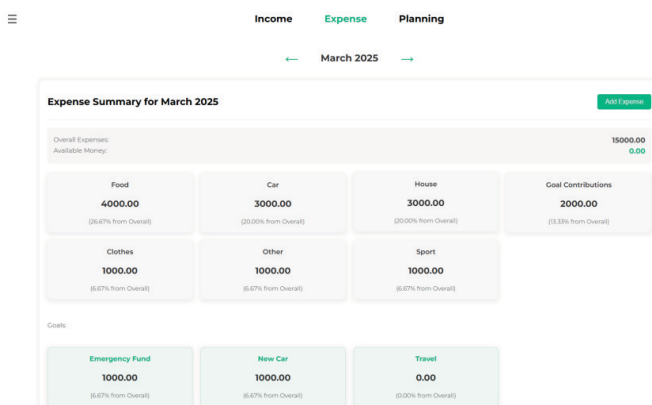 Income Expense Planning
← March 2025 →
Expense Summary for March 2025
Add Expense
Overall Expenses: 15000.00
Available Money: 0.00
Food Car House Goal Contributions
4000.00 3000.00 3000.00 2000.00
(26.67% from Overall) (20.00% from Overall) (20.00% from Overall) (13.33% from Overall)
Clothes Other Sport
1000.00 1000.00 1000.00
(6.67% from Overall) (6.67% from Overall) (6.67% from Overall)
Goals:
Emergency Fund New Car Travel
1000.00 1000.00 0.00
(6.67% from Overall) (6.67% from Overall) (0.00% from Overall)